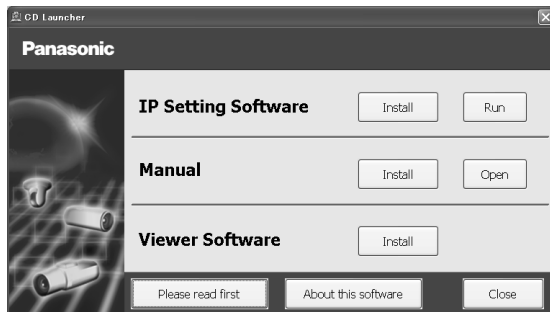 CD Launcher
Panasonic
IP Setting Software Install Run
Manual Install Open
Viewer Software Install
Please read first About this software Close